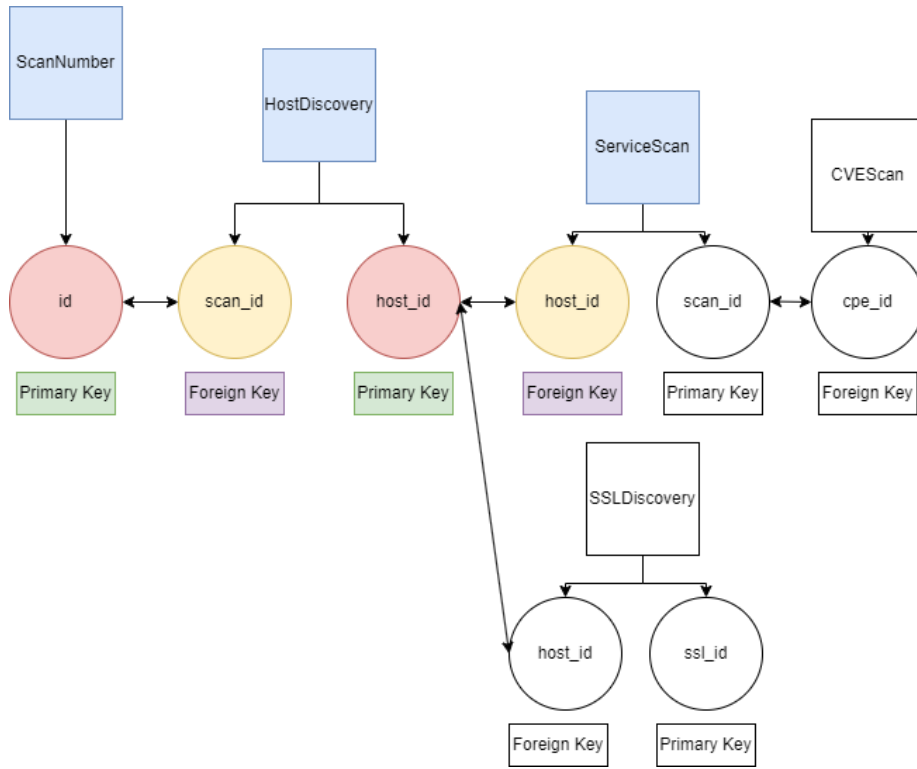 ScanNumber
HostDiscovery
ServiceScan
CVEScan
id
scan_id
host_id
host_id
scan_id
cpe_id
Primary Key
Foreign Key
Primary Key
Foreign Key
Primary Key
Foreign Key
SSLDiscovery
host_id
ssl_id
Foreign Key
Primary Key